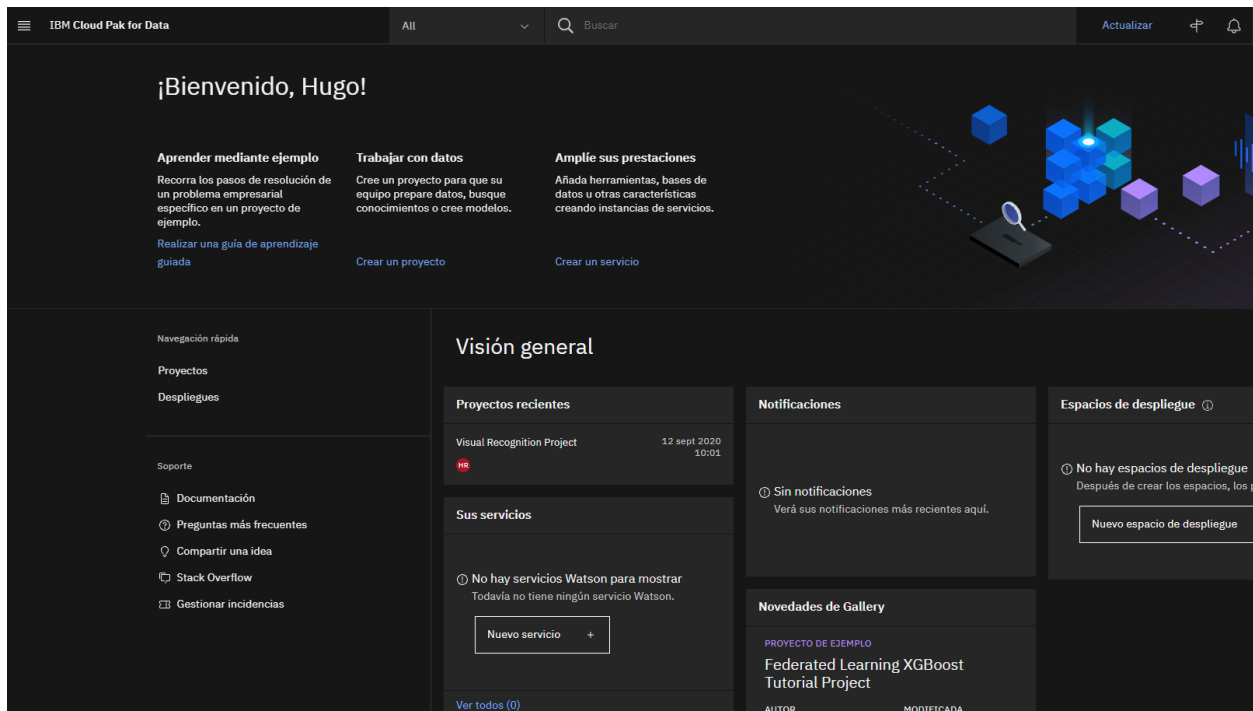 IBM Cloud Pak for Data
All
Buscar
Actualizar
¡Bienvenido, Hugo!
Aprender mediante ejemplo
Recorra los pasos de resolución de
un problema empresarial
específico en un proyecto de
ejemplo.
Realizar una guía de aprendizaje
guiada
Trabajar con datos
Cree un proyecto para que su
equipo prepare datos, busque
conocimientos o cree modelos.
Crear un proyecto
Amplíe sus prestaciones
Añada herramientas, bases de
datos u otras características
creando instancias de servicios.
Crear un servicio
Navegación rápida
Proyectos
Despliegues
Soporte
Documentación
Preguntas más frecuentes
Compartir una idea
Stack Overflow
Gestionar incidencias
Visión general
Proyectos recientes
Visual Recognition Project
12 sept 2020
10:01
HR
Sus servicios
No hay servicios Watson para mostrar
Todavía no tiene ningún servicio Watson.
Nuevo servicio +
Ver todos (0)
Notificaciones
Sin notificaciones
Verá sus notificaciones más recientes aquí.
Novedades de Gallery
PROYECTO DE EJEMPLO
Federated Learning XGBoost
Tutorial Project
AUTOR
MODIFICADA
Espacios de despliegue
No hay espacios de despliegue
Después de crear los espacios, los
Nuevo espacio de despliegue